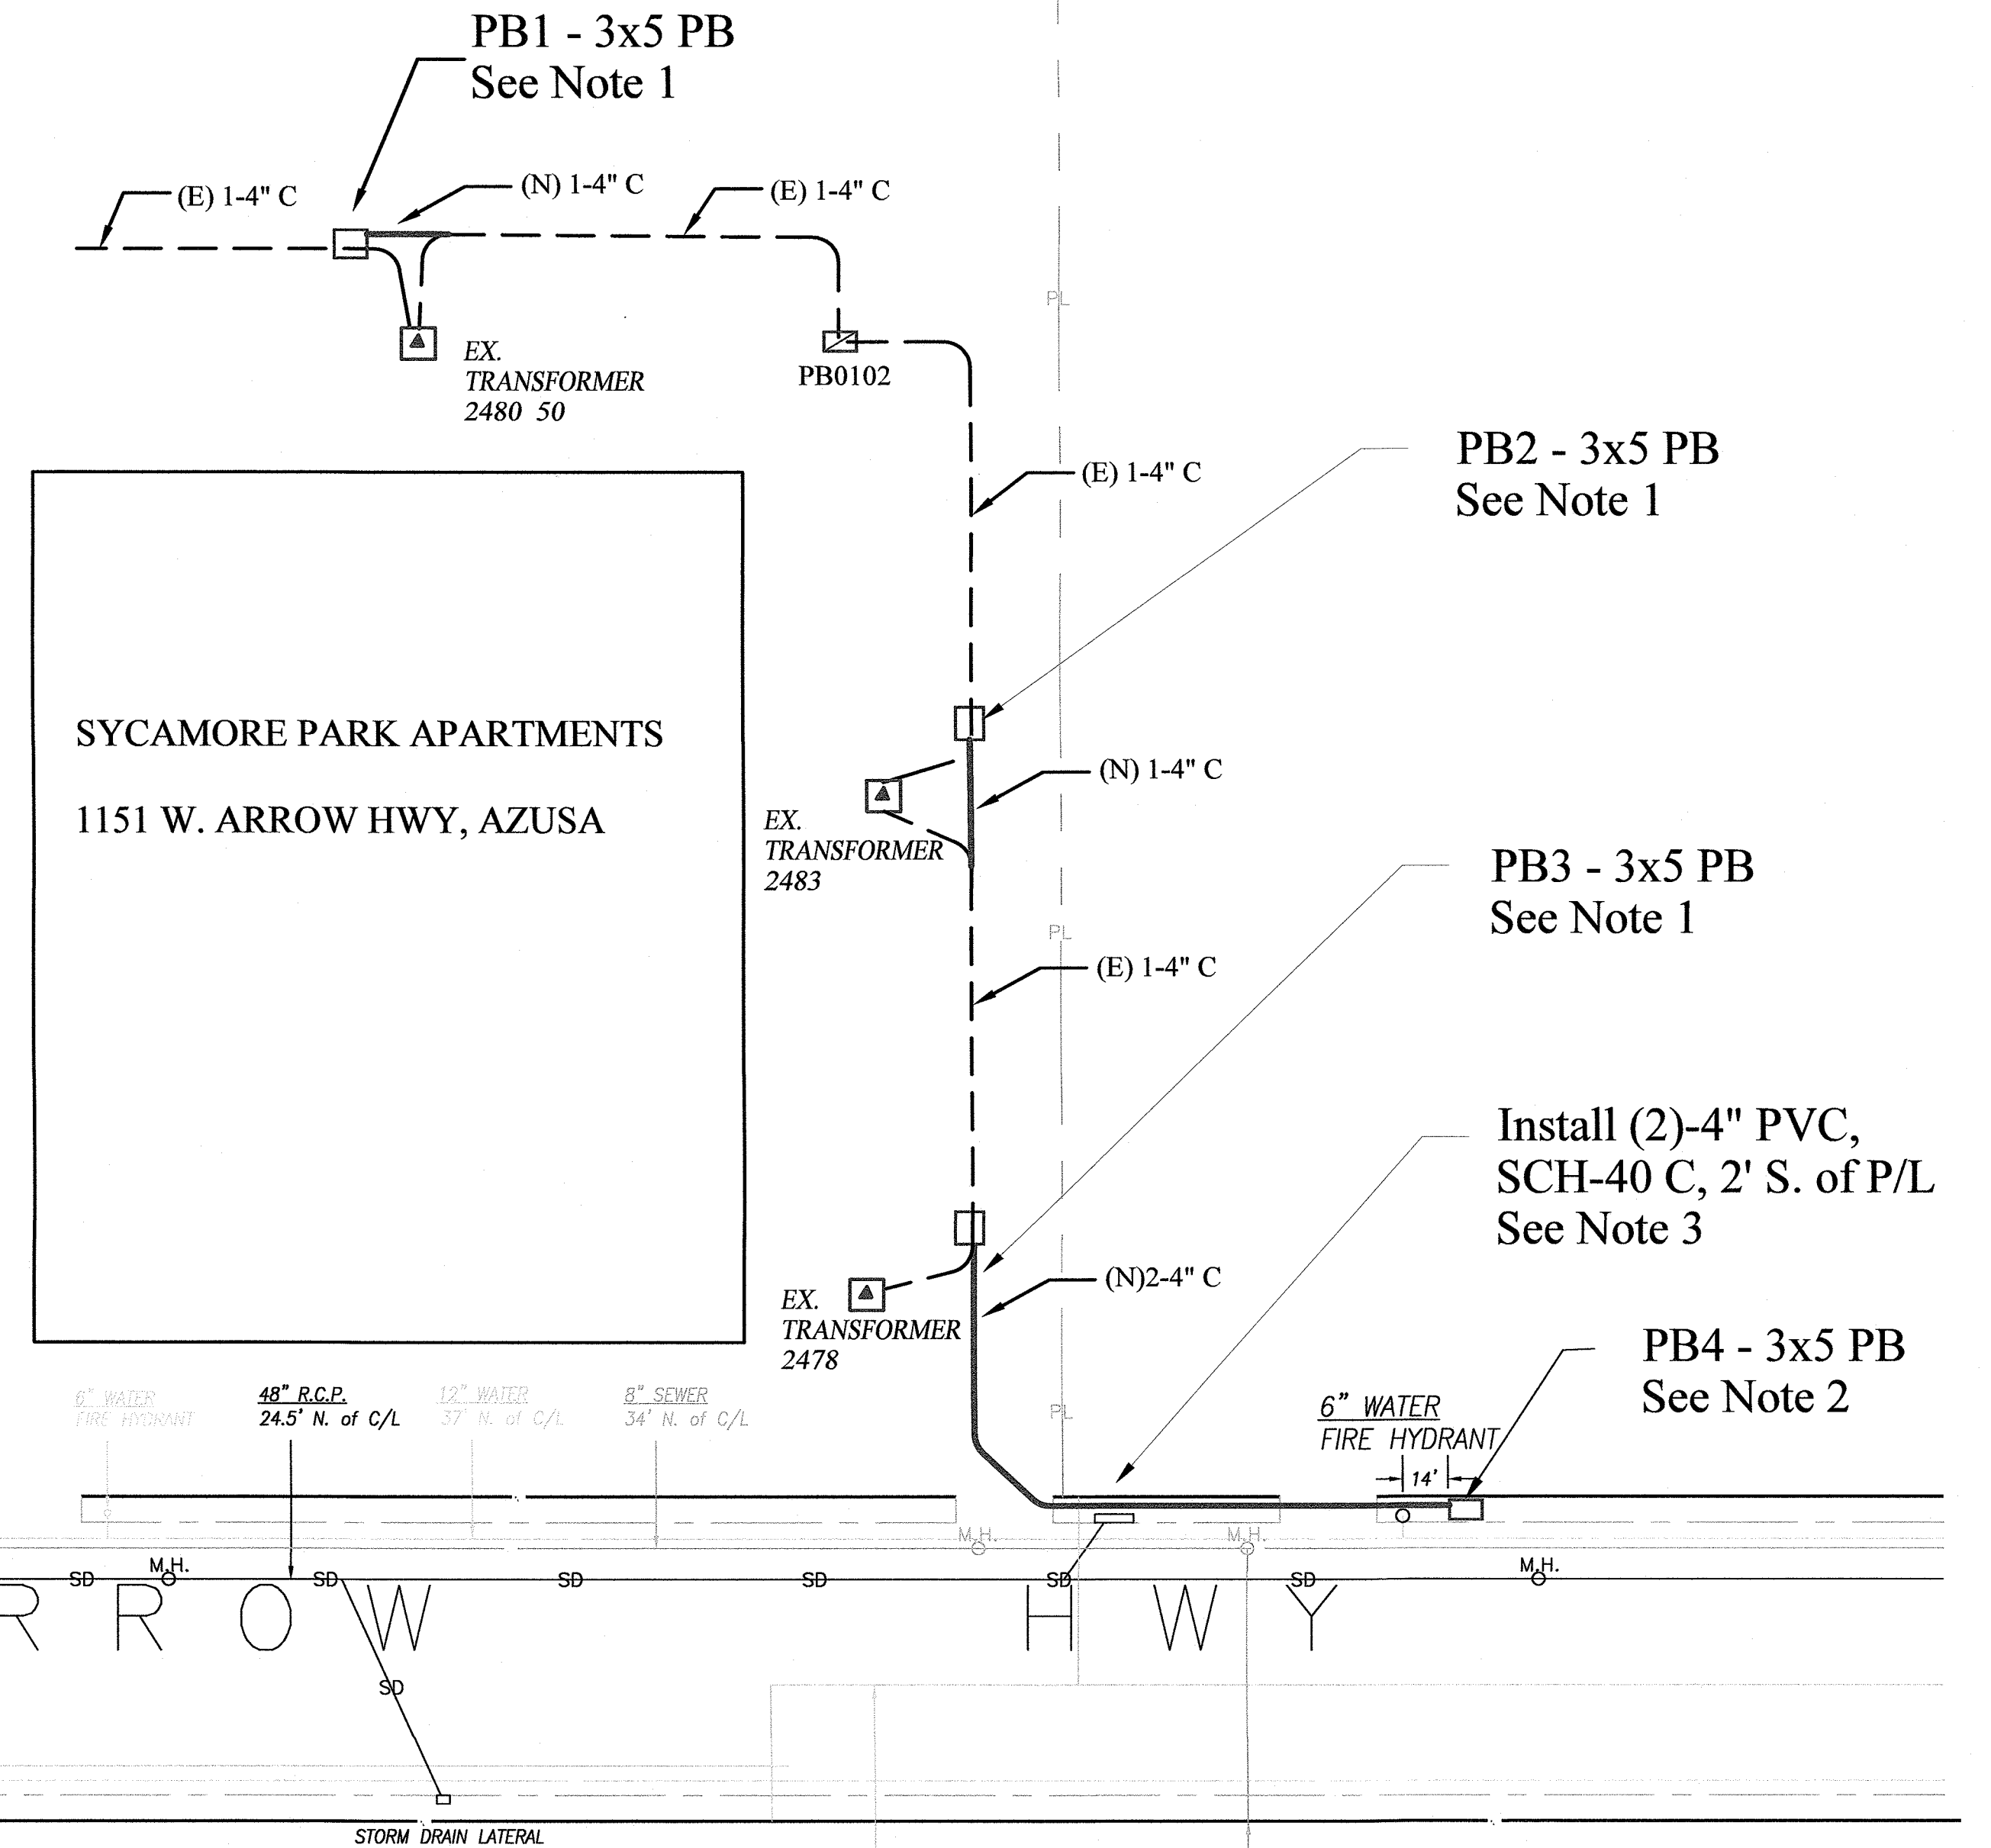 PB1 - 3x5 PB
See Note 1
(E) 1-4" C
(N) 1-4" C
(E) 1-4" C
PL
EX.
TRANSFORMER
2480 50
PB0102
PB2 - 3x5 PB
See Note 1
(E) 1-4" C
SYCAMORE PARK APARTMENTS
1151 W. ARROW HWY, AZUSA
(N) 1-4" C
EX.
TRANSFORMER
2483
PB3 - 3x5 PB
See Note 1
PL
(E) 1-4" C
Install (2)-4" PVC,
SCH-40 C, 2' S. of P/L
See Note 3
(N)2-4" C
EX.
TRANSFORMER
2478
PB4 - 3x5 PB
See Note 2
6" WATER
FIRE HYDRANT
48" R.C.P.
24.5' N. of C/L
12" WATER
37' N. of C/L
8" SEWER
34' N. of C/L
PL
6" WATER
FIRE HYDRANT
14'
M.H.
M.H.
M.H.
M.H.
SD
SD
SD
SD
SD
SD
RROW HWY
SD
STORM DRAIN LATERAL